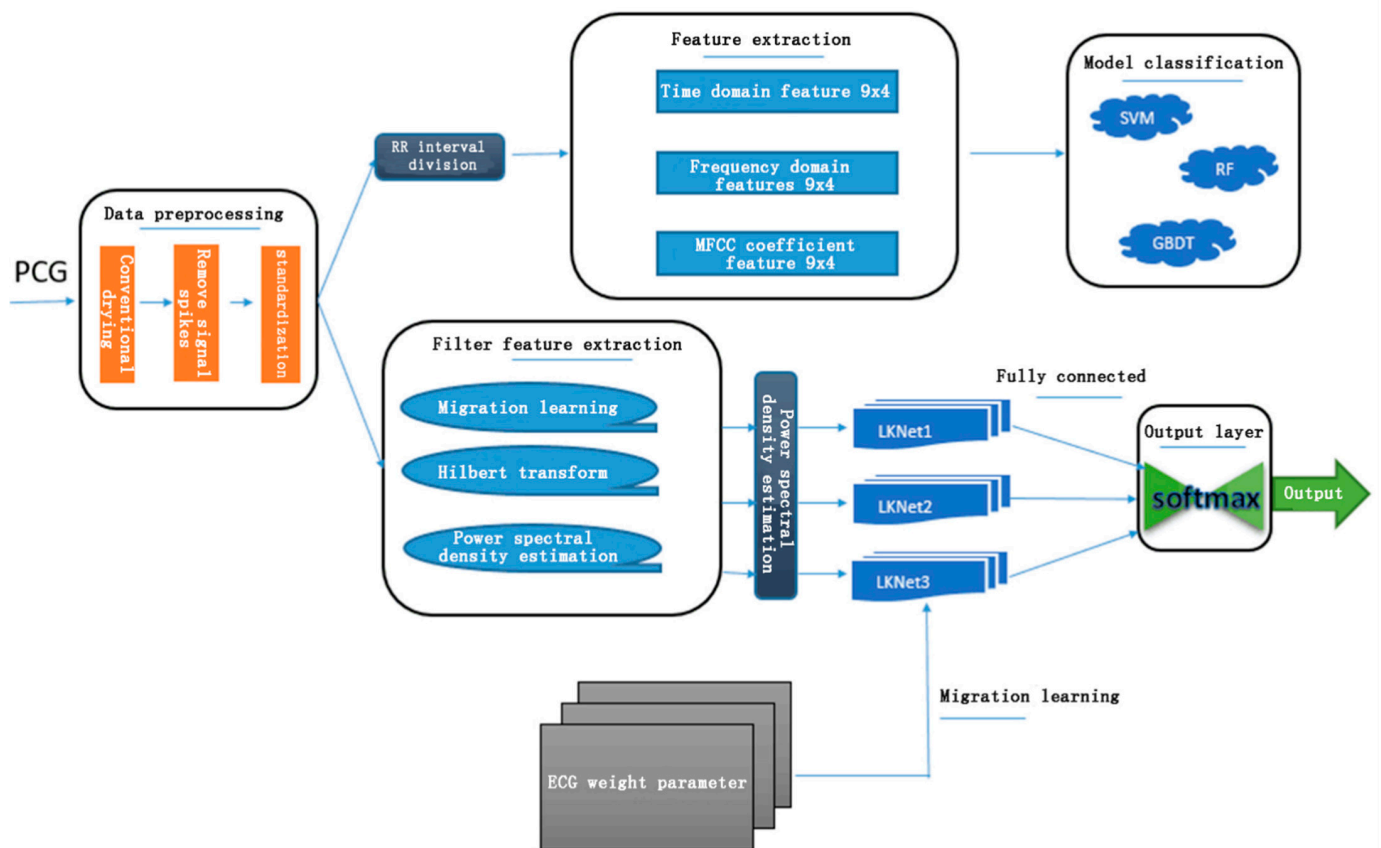 PCG
Data preprocessing
Conventional
drying
Remove signal
spikes
standardization
RR interval
division
Feature extraction
Time domain feature 9x4
Frequency domain
features 9x4
MFCC coefficient
feature 9x4
Model classification
SVM
RF
GBDT
Filter feature extraction
Migration learning
Hilbert transform
Power spectral
density estimation
Power spectral
density estimation
LKNet1
LKNet2
LKNet3
Fully connected
Output layer
softmax
Output
Migration learning
ECG weight parameter